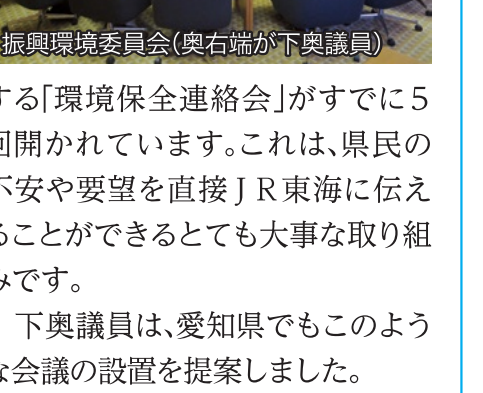 振興環境委員会（奥右端が下奥議員）
する「環境保全連絡会」がすでに５
回開かれています。これは、県民の
不安や要望を直接ＪＲ東海に伝え
ることができるとても大事な取り組
みです。
下奥議員は、愛知県でもこのよう
な会議の設置を提案しました。